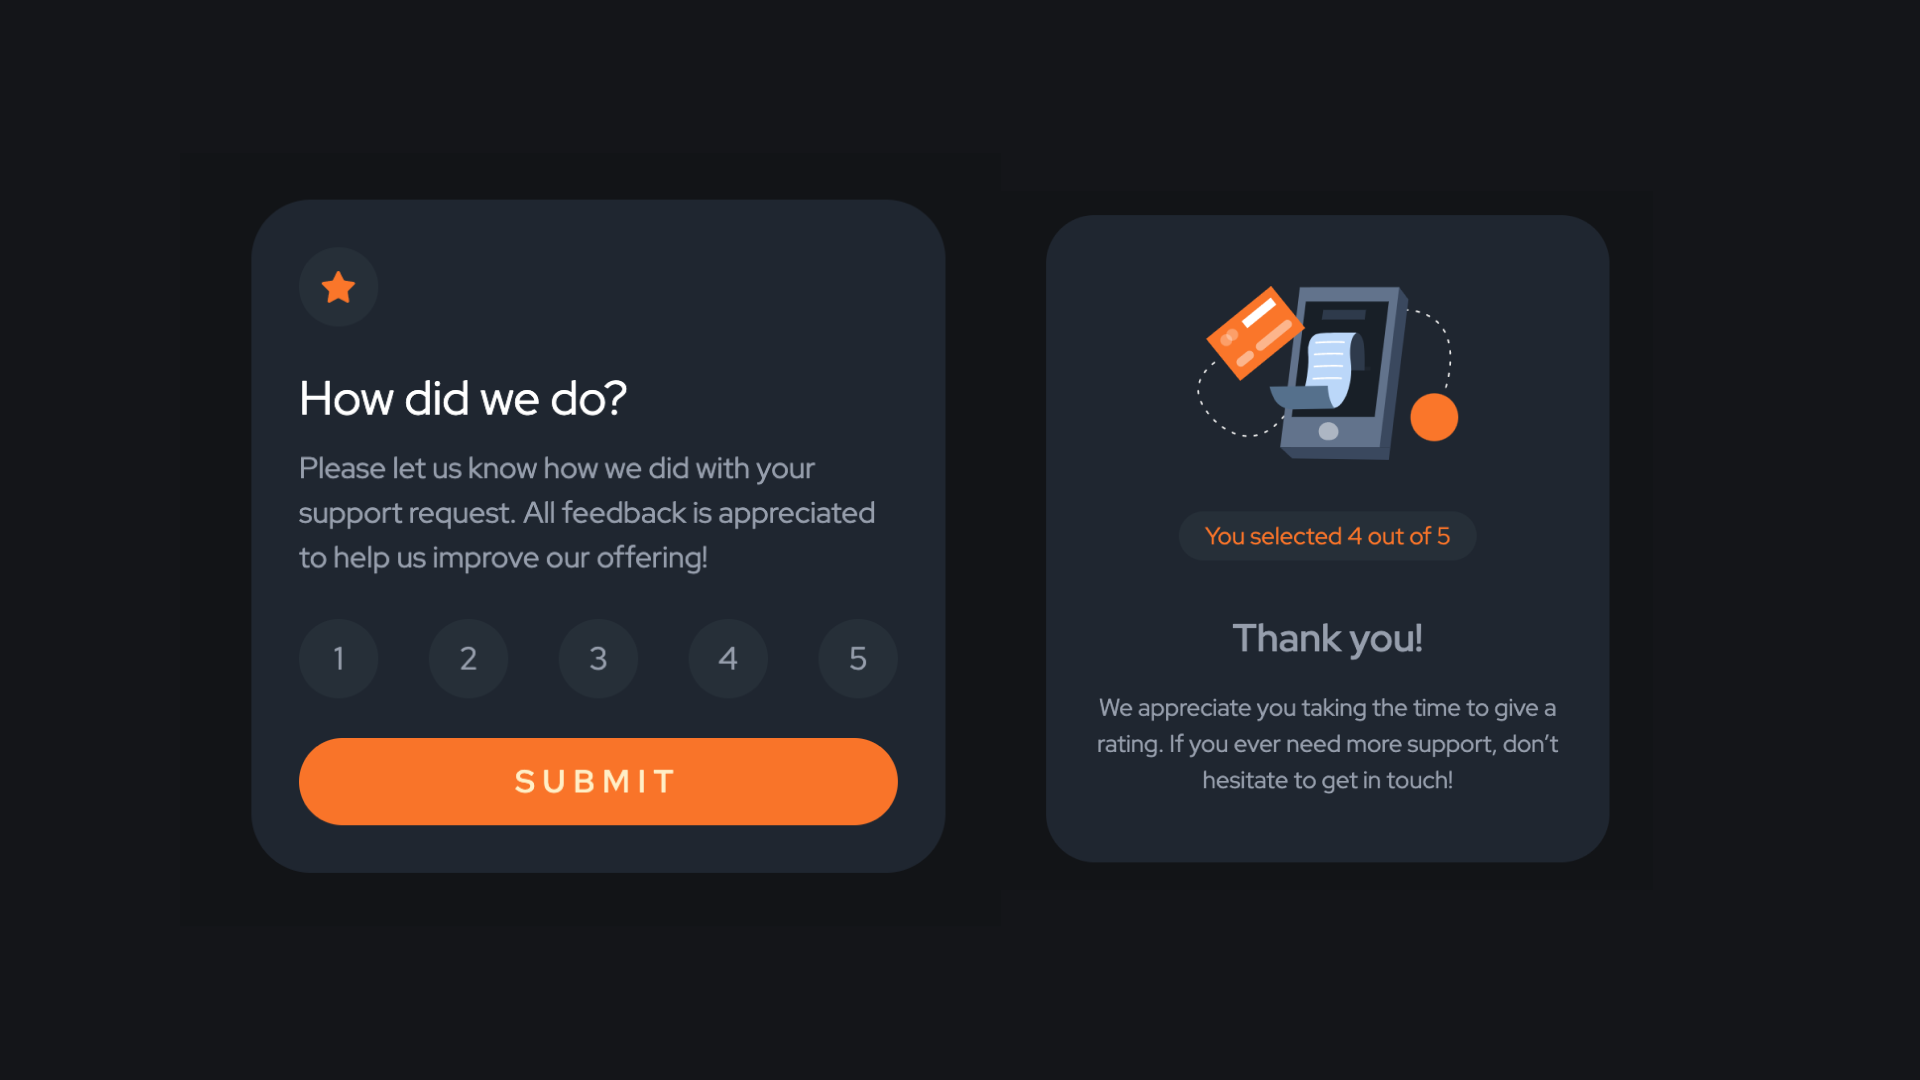 How did we do?
Please let us know how we did with your
support request. All feedback is appreciated
to help us improve our offering!
1 2 3 4 5
SUBMIT
You selected 4 out of 5
Thank you!
We appreciate you taking the time to give a
rating. If you ever need more support, don’t
hesitate to get in touch!